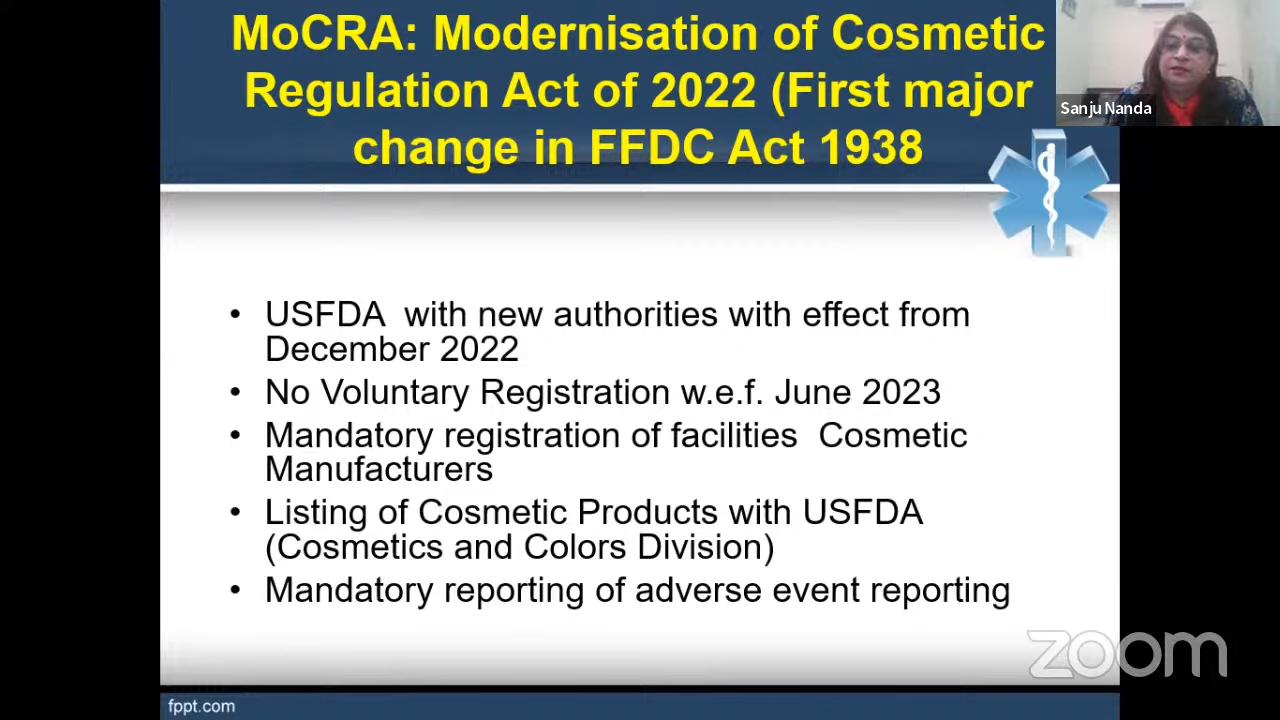 MoCRA: Modernisation of Cosmetic
Regulation Act of 2022 (First major
change in FFDC Act 1938
Sanju Nanda
• USFDA  with new authorities with effect from
December 2022
• No Voluntary Registration w.e.f. June 2023
• Mandatory registration of facilities  Cosmetic
Manufacturers
• Listing of Cosmetic Products with USFDA
(Cosmetics and Colors Division)
• Mandatory reporting of adverse event reporting
zoom
fppt.com